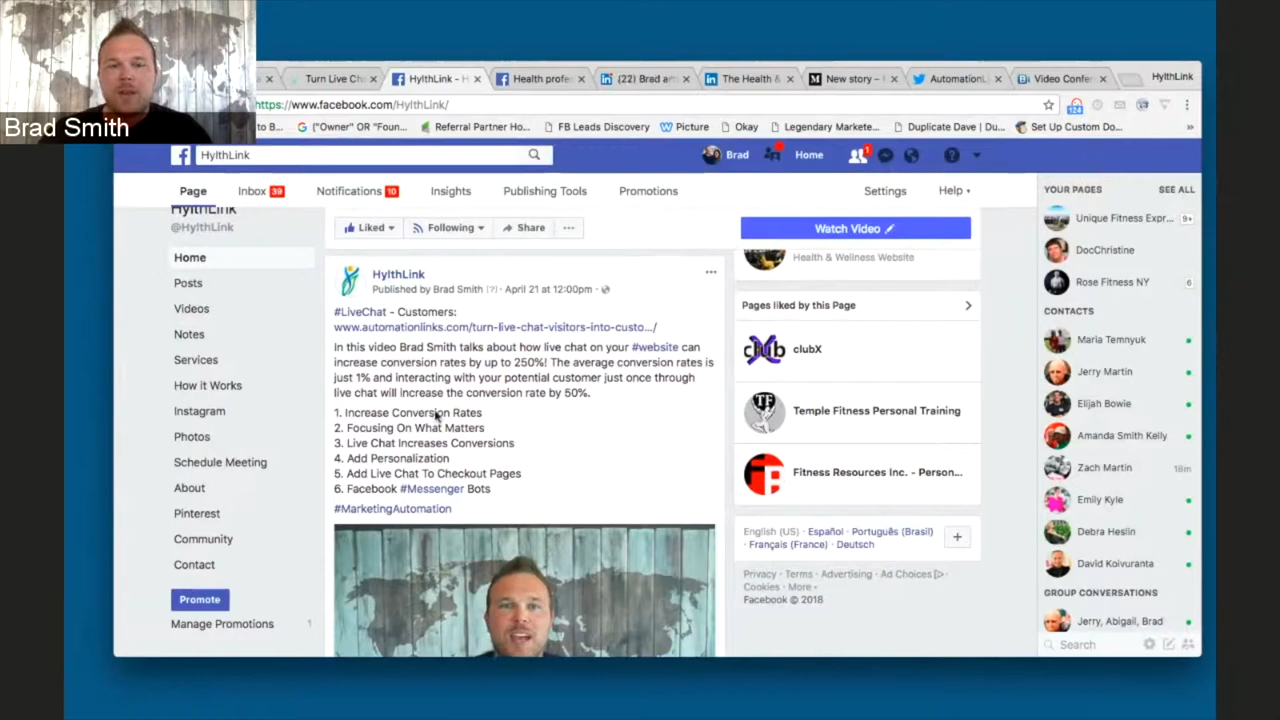 Brad Smith
Turn Live Ch
HylthLink - H
Health profe
(22) Brad an
The Health &
New story –
AutomationL
Video Confer
HylthLink
https://www.facebook.com/HylthLink/
124
to B...
("Owner" OR "Foun...
Referral Partner Ho...
FB Leads Discovery
Picture
Okay
Legendary Markete...
Duplicate Dave | Du...
Set Up Custom Do...
»
HylthLink
Brad
Home
1
Page
Inbox 39
Notifications 10
Insights
Publishing Tools
Promotions
Settings
Help
HylthLink
@HylthLink
Home
Posts
Videos
Notes
Services
How it Works
Instagram
Photos
Schedule Meeting
About
Pinterest
Community
Contact
Promote
Manage Promotions 1
Liked
Following
Share
...
Watch Video
HylthLink
Published by Brad Smith [?] · April 21 at 12:00pm ·
#LiveChat - Customers:
www.automationlinks.com/turn-live-chat-visitors-into-custo.../
In this video Brad Smith talks about how live chat on your #website can
increase conversion rates by up to 250%! The average conversion rates is
just 1% and interacting with your potential customer just once through
live chat will increase the conversion rate by 50%.
1. Increase Conversion Rates
2. Focusing On What Matters
3. Live Chat Increases Conversions
4. Add Personalization
5. Add Live Chat To Checkout Pages
6. Facebook #Messenger Bots
#MarketingAutomation
Health & Wellness Website
Pages liked by this Page
clubX
clubX
TF
Temple Fitness Personal Training
Fitness Resources Inc. - Person...
English (US) · Español · Português (Brasil)
· Français (France) · Deutsch
+
Privacy · Terms · Advertising · Ad Choices ·
Cookies · More
Facebook © 2018
YOUR PAGES SEE ALL
Unique Fitness Expr... 9+
DocChristine
Rose Fitness NY 6
CONTACTS
Maria Temnyuk
Jerry Martin
Elijah Bowie
Amanda Smith Kelly
Zach Martin 18m
Emily Kyle
Debra Heslin
David Koivuranta
GROUP CONVERSATIONS
Jerry, Abigail, Brad
Search